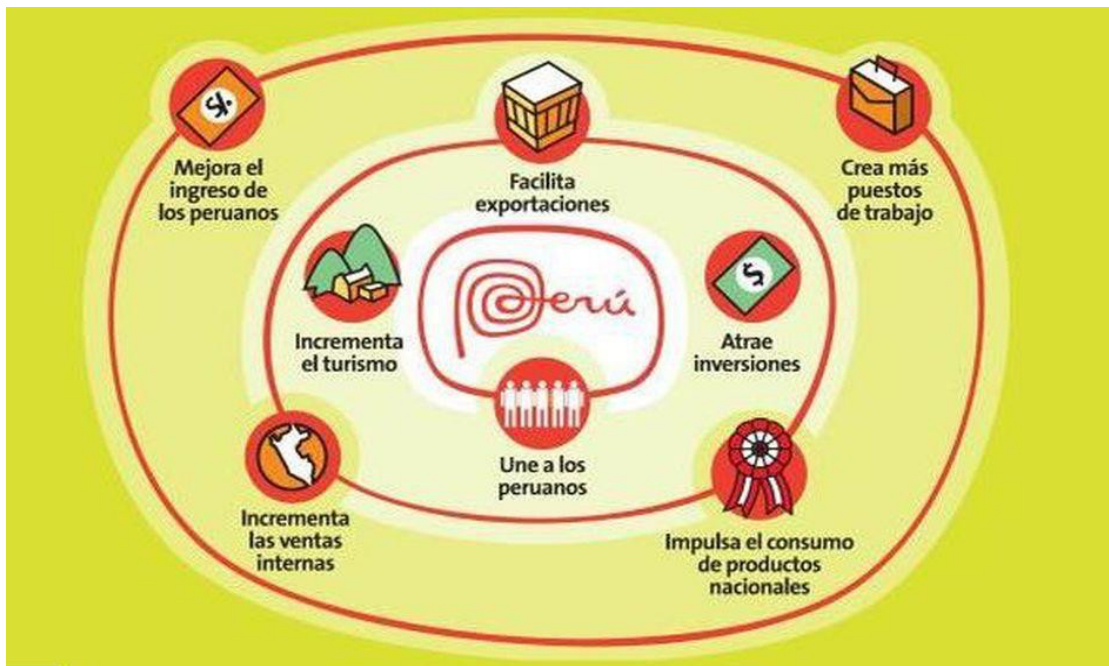 Mejora el
ingreso de
los peruanos
Facilita
exportaciones
Crea más
puestos
de trabajo
Incrementa
el turismo
Perú
$
Atrae
inversiones
Une a los
peruanos
Incrementa
las ventas
internas
Impulsa el consumo
de productos
nacionales